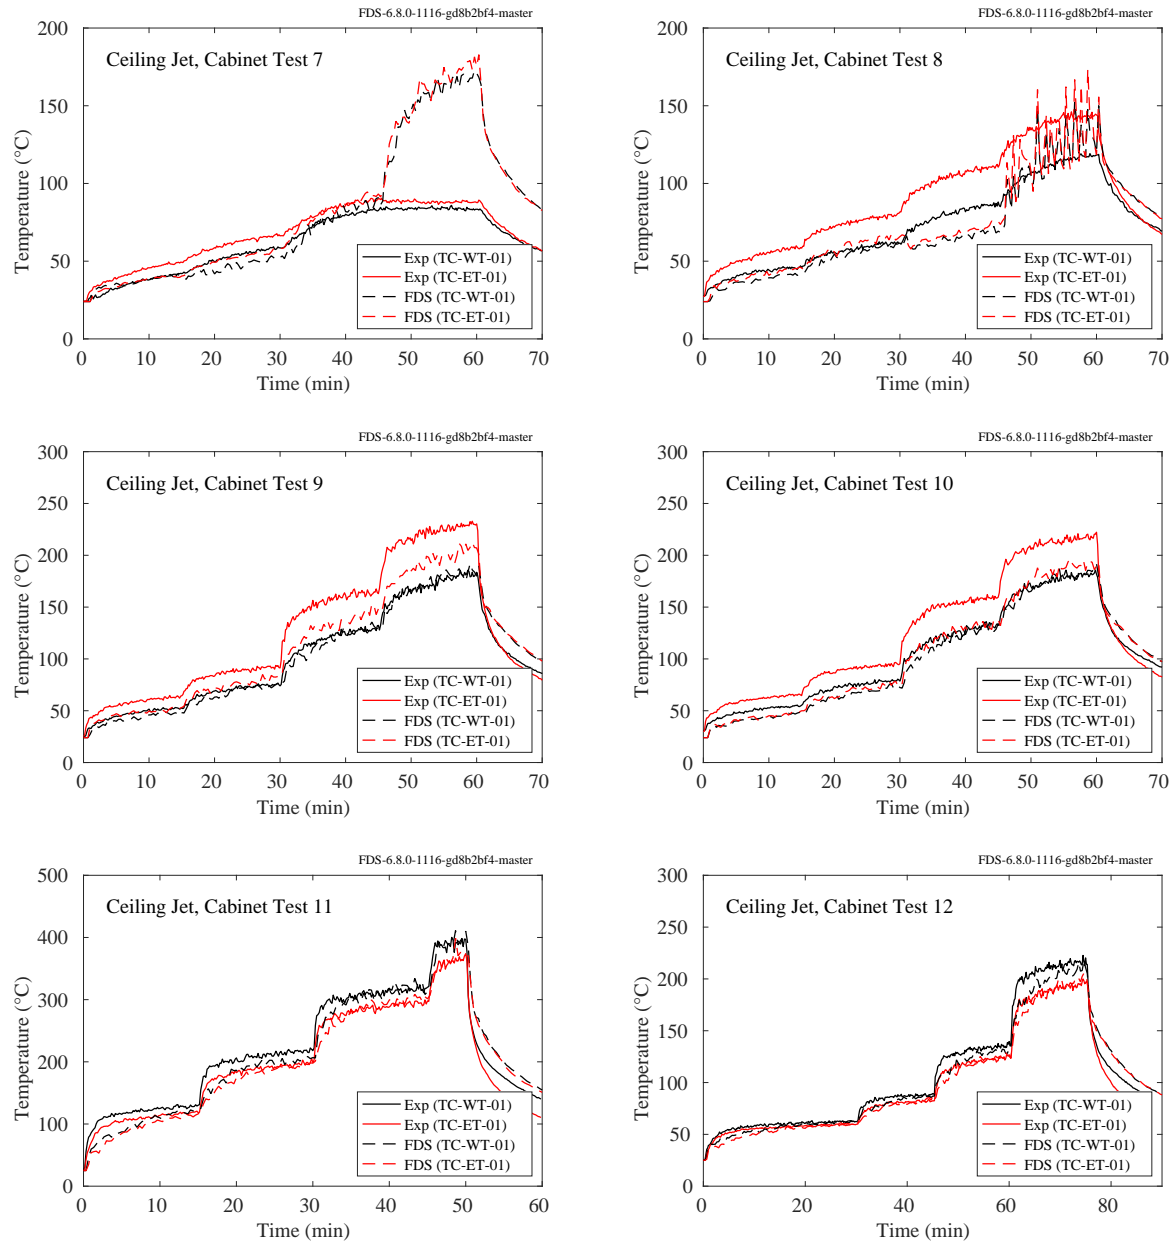 FDS-6.8.0-1116-gd8b2bf4-master
Ceiling Jet, Cabinet Test 7
Temperature (°C)
200
150
100
50
0
Exp (TC-WT-01)
Exp (TC-ET-01)
FDS (TC-WT-01)
FDS (TC-ET-01)
0 10 20 30 40 50 60 70
Time (min)
FDS-6.8.0-1116-gd8b2bf4-master
Ceiling Jet, Cabinet Test 8
Temperature (°C)
200
150
100
50
0
Exp (TC-WT-01)
Exp (TC-ET-01)
FDS (TC-WT-01)
FDS (TC-ET-01)
0 10 20 30 40 50 60 70
Time (min)
FDS-6.8.0-1116-gd8b2bf4-master
Ceiling Jet, Cabinet Test 9
Temperature (°C)
300
250
200
150
100
50
0
Exp (TC-WT-01)
Exp (TC-ET-01)
FDS (TC-WT-01)
FDS (TC-ET-01)
0 10 20 30 40 50 60 70
Time (min)
FDS-6.8.0-1116-gd8b2bf4-master
Ceiling Jet, Cabinet Test 10
Temperature (°C)
300
250
200
150
100
50
0
Exp (TC-WT-01)
Exp (TC-ET-01)
FDS (TC-WT-01)
FDS (TC-ET-01)
0 10 20 30 40 50 60 70
Time (min)
FDS-6.8.0-1116-gd8b2bf4-master
Ceiling Jet, Cabinet Test 11
Temperature (°C)
500
400
300
200
100
0
Exp (TC-WT-01)
Exp (TC-ET-01)
FDS (TC-WT-01)
FDS (TC-ET-01)
0 10 20 30 40 50 60
Time (min)
FDS-6.8.0-1116-gd8b2bf4-master
Ceiling Jet, Cabinet Test 12
Temperature (°C)
300
250
200
150
100
50
0
Exp (TC-WT-01)
Exp (TC-ET-01)
FDS (TC-WT-01)
FDS (TC-ET-01)
0 20 40 60 80
Time (min)